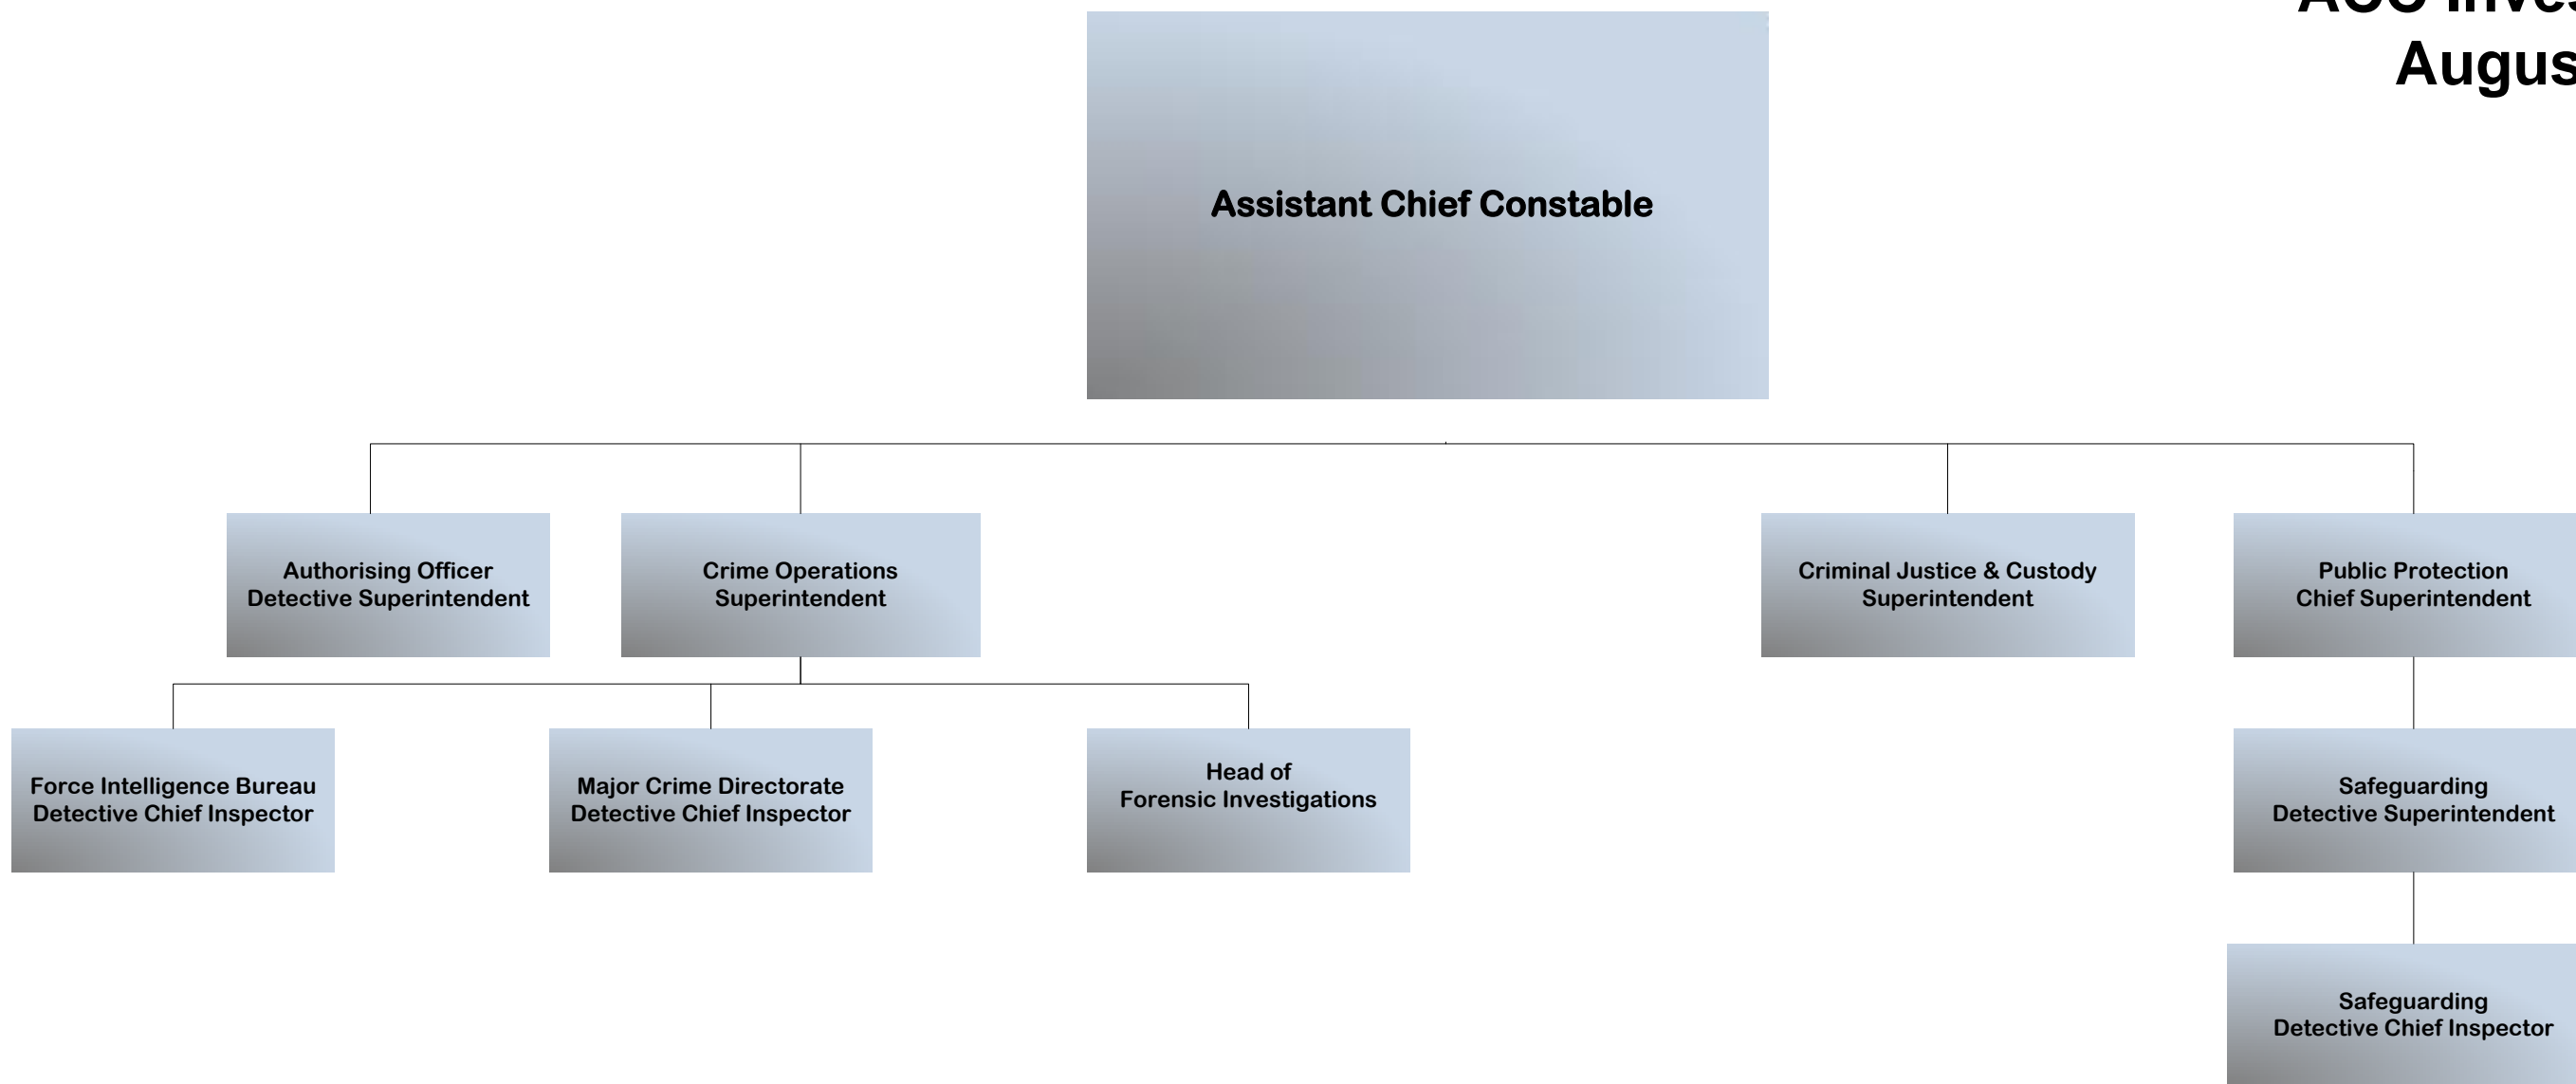 Augus
Assistant Chief Constable
Authorising Officer
Detective Superintendent
Crime Operations
Superintendent
Criminal Justice & Custody
Superintendent
Public Protection
Chief Superintendent
Force Intelligence Bureau
Detective Chief Inspector
Major Crime Directorate
Detective Chief Inspector
Head of
Forensic Investigations
Safeguarding
Detective Superintendent
Safeguarding
Detective Chief Inspector